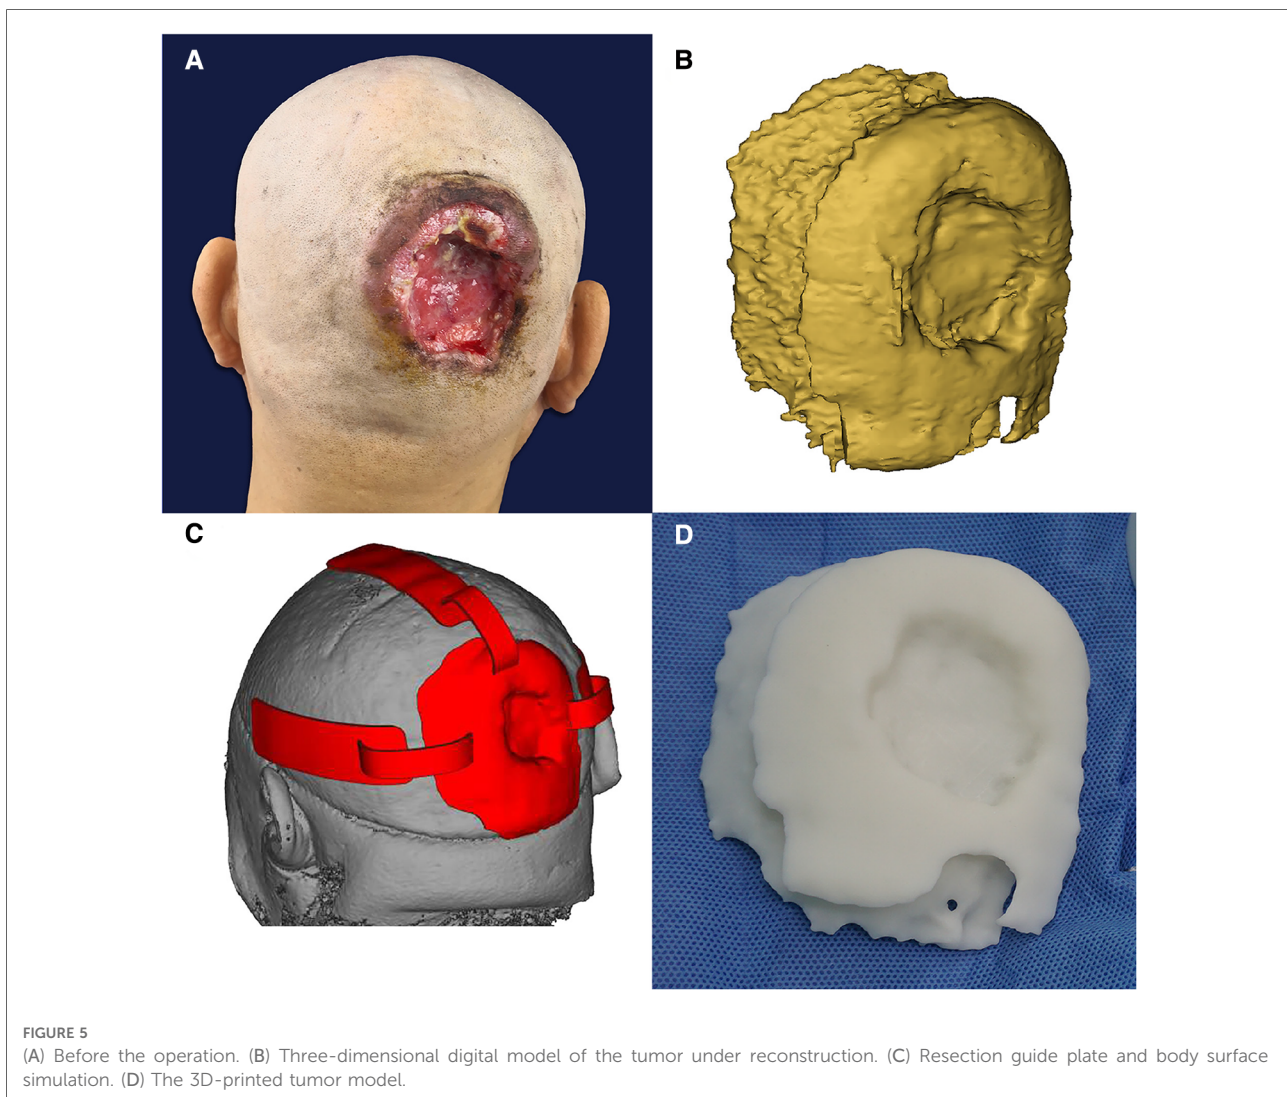 A
B
C
D
FIGURE 5
(A) Before the operation. (B) Three-dimensional digital model of the tumor under reconstruction. (C) Resection guide plate and body surface
simulation. (D) The 3D-printed tumor model.